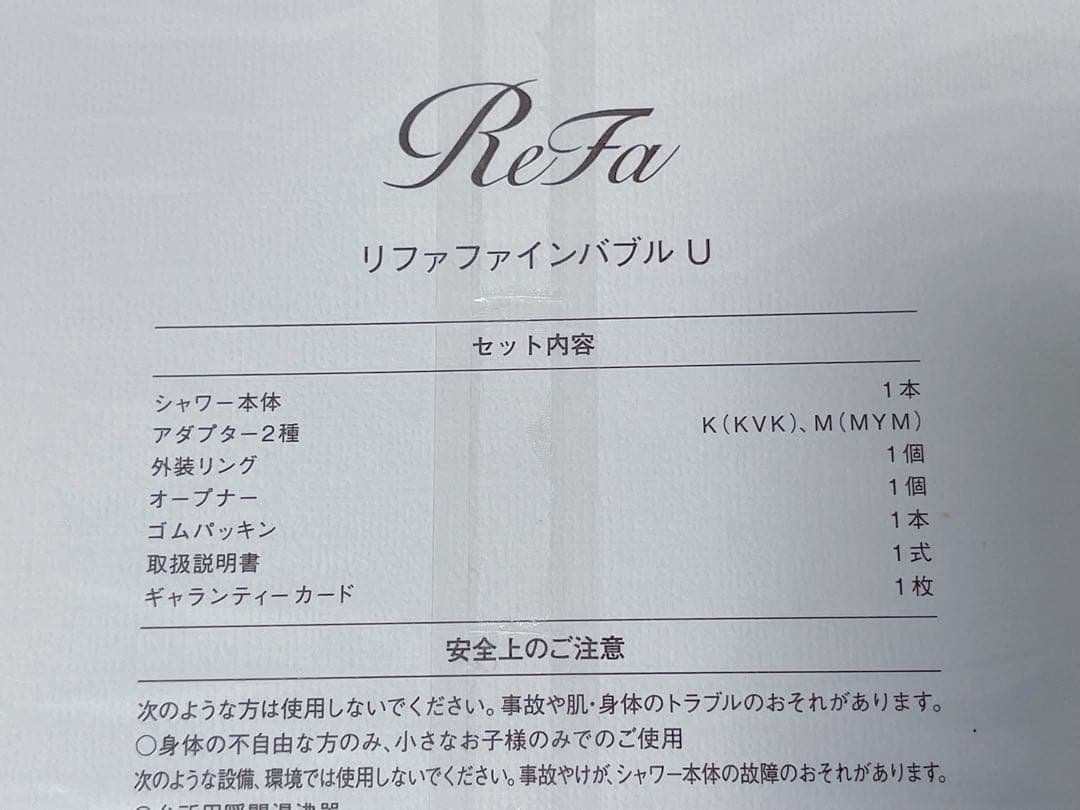 ReFa
リファファインバブル U
セット内容
シャワー本体 1本
アダプター2種 K(KVK)、M(MYM)
外装リング 1個
オープナー 1個
ゴムパッキン 1本
取扱説明書 1式
ギャランティーカード 1枚
安全上のご注意
次のような方は使用しないでください。事故や肌・身体のトラブルのおそれがあります。
○身体の不自由な方のみ、小さなお子様のみでのご使用
次のような設備、環境では使用しないでください。事故やけが、シャワー本体の故障のおそれがあります。